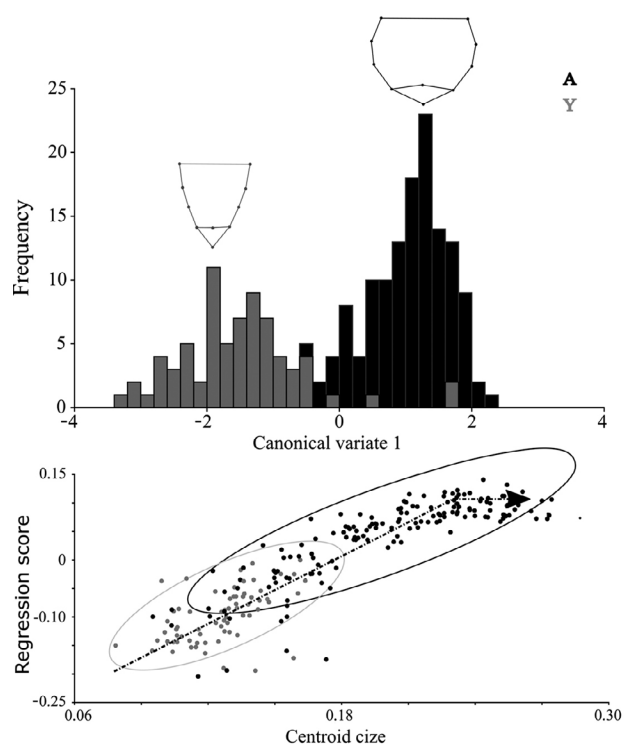 A
Y
25
20
15
10
5
0
Frequency
-4 -2 0 2 4
Canonical variate 1
0.15
0
-0.10
-0.25
Regression score
0.06 0.18 0.30
Centroid cize